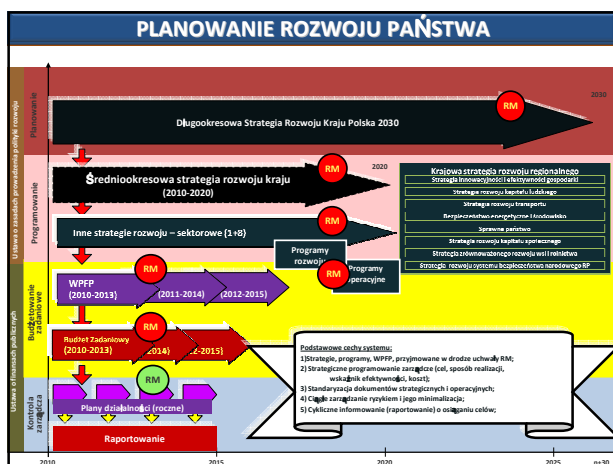 PLANOWANIE ROZWOJU PAŃSTWA
Ustawa o zasadach prowadzenia polityki rozwoju
Planowanie
RM
2030
Długookresowa Strategia Rozwoju Kraju Polska 2030
Programowanie
RM
2020
Średniookresowa strategia rozwoju kraju
(2010-2020)
RM
Inne strategie rozwoju – sektorowe (1+8)
Programy
rozwoju
RM
Programy
operacyjne
Krajowa strategia rozwoju regionalnego
Strategia innowacyjności i efektywności gospodarki
Strategia rozwoju kapitału ludzkiego
Strategia rozwoju transportu
Bezpieczeństwo energetyczne i środowisko
Sprawne państwo
Strategia rozwoju kapitału społecznego
Strategia zrównoważonego rozwoju wsi i rolnictwa
Strategia rozwoju systemu bezpieczeństwa narodowego RP
Ustawa o finansach publicznych
Budżetowanie
zadaniowe
RM
WPFP
(2010-2013)
(2011-2014)
(2012-2015)
RM
Budżet Zadaniowy
(2010-2013)
2014)
2-2015)
Kontrola
zarządcza
RM
Plany działalności (roczne)
Raportowanie
Podstawowe cechy systemu:
1)Strategie, programy, WPFP, przyjmowane w drodze uchwały RM;
2) Strategiczne programowanie zarządcze (cel, sposób realizacji,
wskaźnik efektywności, koszt);
3) Standaryzacja dokumentów strategicznych i operacyjnych;
4) Ciągłe zarządzanie ryzykiem i jego minimalizacja;
5) Cykliczne informowanie (raportowanie) o osiąganiu celów;
2010
2015
2020
2025
n+30